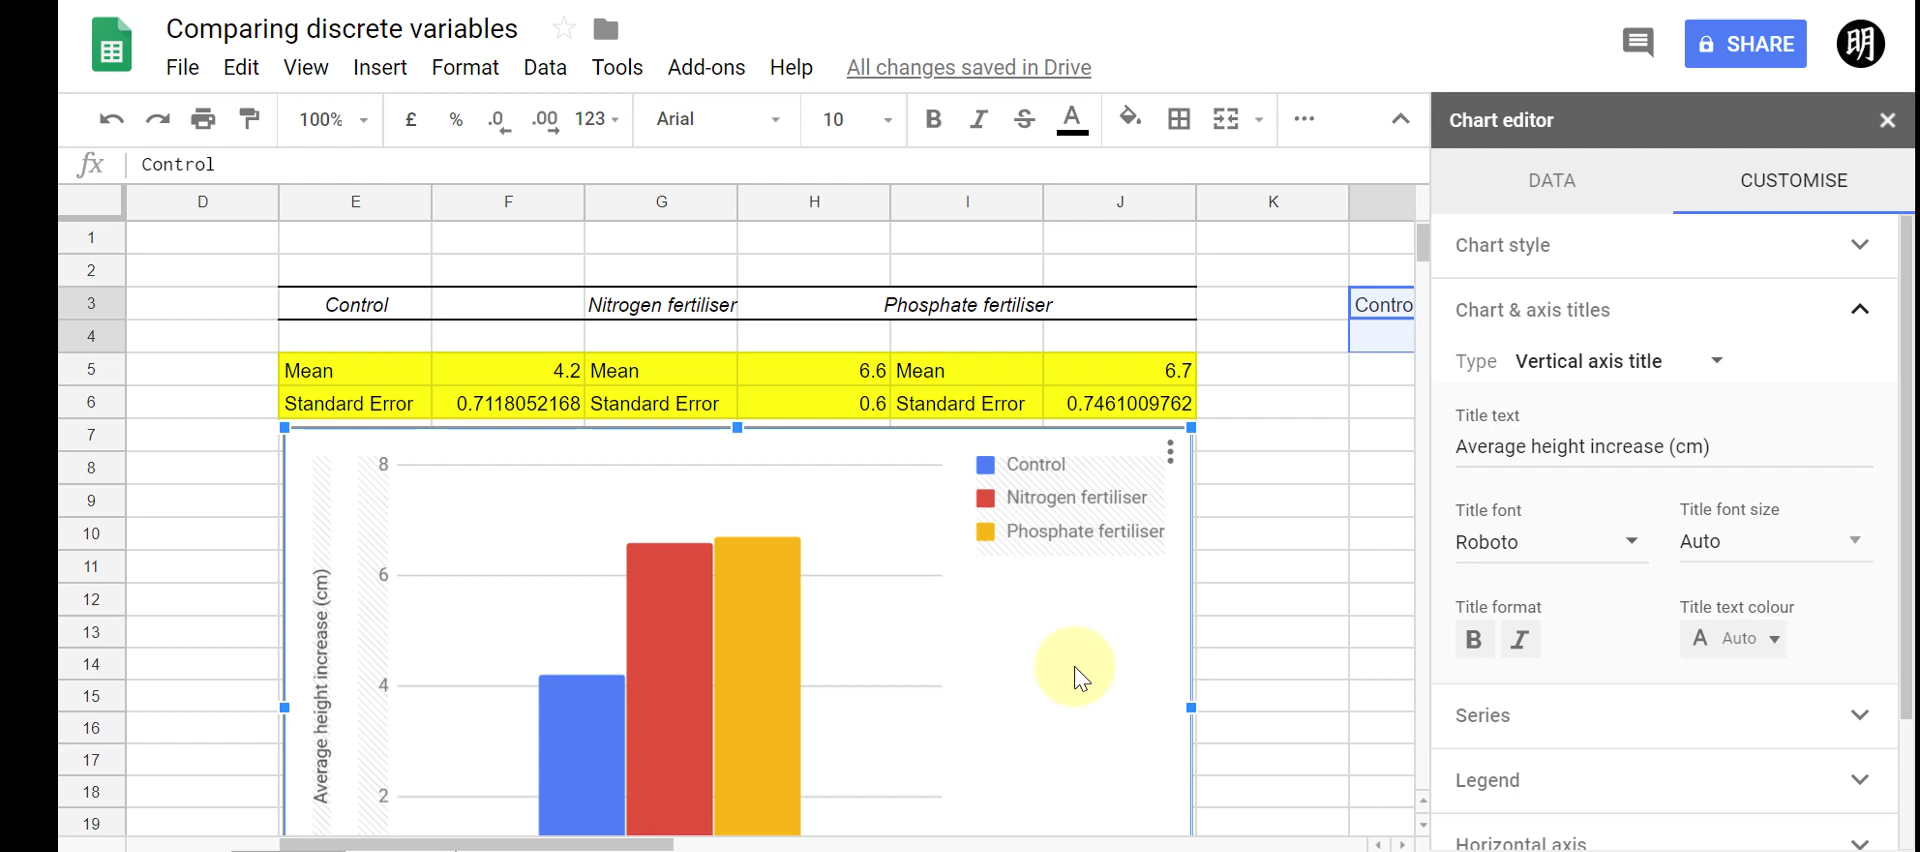 Comparing discrete variables
File Edit View Insert Format Data Tools Add-ons Help All changes saved in Drive
SHARE
明
100% £ % .0 .00 123 Arial 10 B I S A
Chart editor
fx Control
DATA CUSTOMISE
D E F G H I J K
1
2
3 Control Nitrogen fertiliser Phosphate fertiliser Contro
4
5 Mean 4.2 Mean 6.6 Mean 6.7
6 Standard Error 0.7118052168 Standard Error 0.6 Standard Error 0.7461009762
7
8
9
10
11
12
13
14
15
16
17
18
19
8
6
4
2
Average height increase (cm)
Control
Nitrogen fertiliser
Phosphate fertiliser
Chart style
Chart & axis titles
Type Vertical axis title
Title text
Average height increase (cm)
Title font Title font size
Roboto Auto
Title format Title text colour
B I A Auto
Series
Legend
Horizontal axis